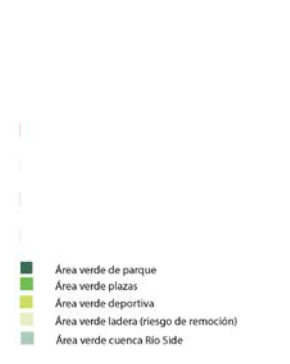 Área verde de parque
Área verde plazas
Área verde deportiva
Área verde ladera (riesgo de remoción)
Área verde cuenca Río Side